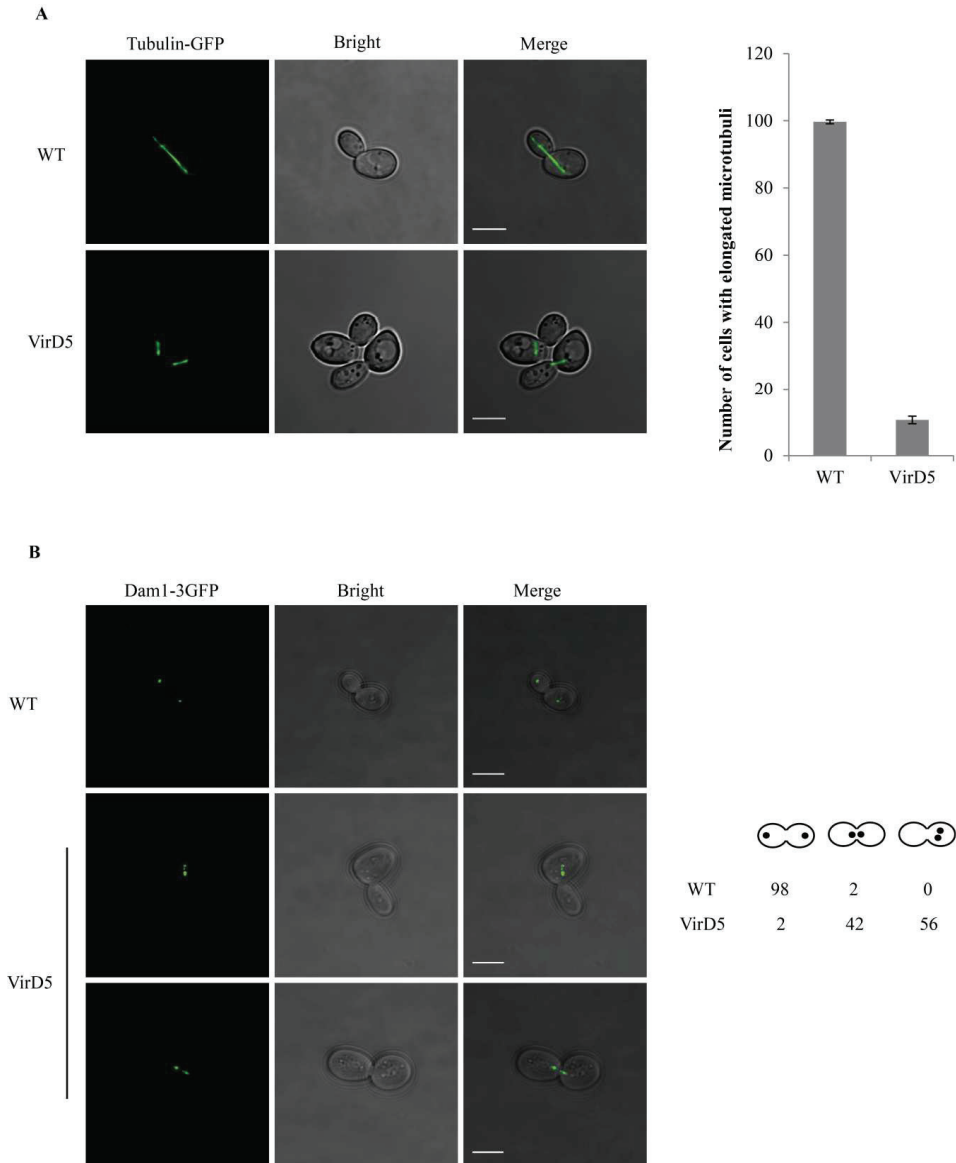 A
Tubulin-GFP Bright Merge
WT
VirD5
Number of cells with elongated microtubuli
120
100
80
60
40
20
0
WT VirD5
B
Dam1-3GFP Bright Merge
WT
VirD5
WT 98 2 0
VirD5 2 42 56